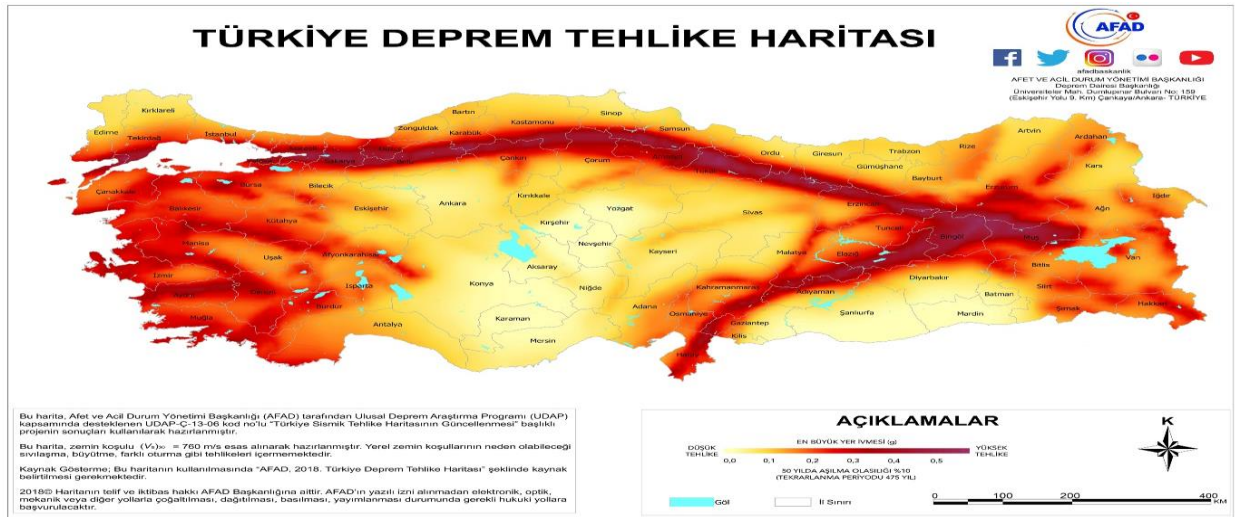 TÜRKİYE DEPREM TEHLİKE HARİTASI
AFAD
afadbaskanlik
AFET VE ACİL DURUM YÖNETİMİ BAŞKANLIĞI
Deprem Dairesi Başkanlığı
Üniversiteler Mah. Dumlupınar Bulvarı No: 159
(Eskişehir Yolu 9. Km) Çankaya/Ankara- TÜRKİYE
Kırklareli
Edirne
Tekirdağ
İstanbul
Zonguldak
Bartın
Karabük
Kastamonu
Sinop
Samsun
Ordu
Giresun
Trabzon
Rize
Artvin
Ardahan
Kars
Gümüşhane
Bayburt
Iğdır
Ağrı
Erzurum
Erzincan
Tunceli
Bingöl
Muş
Çanakkale
Balıkesir
Bursa
Bilecik
Sakarya
Eskişehir
Ankara
Çankırı
Çorum
Tokat
Kırıkkale
Kırşehir
Yozgat
Sivas
Kütahya
Manisa
Uşak
Afyonkarahisar
İzmir
Isparta
Konya
Aksaray
Nevşehir
Kayseri
Malatya
Elazığ
Diyarbakır
Bitlis
Van
Siirt
Batman
Hakkari
Şırnak
Mardin
Şanlıurfa
Adıyaman
Kahramanmaraş
Gaziantep
Kilis
Osmaniye
Adana
Hatay
Niğde
Karaman
Mersin
Antalya
Burdur
Muğla
Bu harita, Afet ve Acil Durum Yönetimi Başkanlığı (AFAD) tarafından Ulusal Deprem Araştırma Programı (UDAP)
kapsamında desteklenen UDAP-Ç-13-06 kod no'lu "Türkiye Sismik Tehlike Haritasının Güncellenmesi" başlıklı
projenin sonuçları kullanılarak hazırlanmıştır.
Bu harita, zemin koşulu (Vs)30 = 760 m/s esas alınarak hazırlanmıştır. Yerel zemin koşullarının neden olabileceği
sıvılaşma, büyütme, farklı oturma gibi tehlikeleri içermemektedir.
Kaynak Gösterme; Bu haritanın kullanılmasında "AFAD, 2018. Türkiye Deprem Tehlike Haritası" şeklinde kaynak
belirtilmesi gerekmektedir.
2018© Haritanın telif ve iktibas hakkı AFAD Başkanlığına aittir. AFAD'ın yazılı izni alınmadan elektronik, optik,
mekanik veya diğer yollarla çoğaltılması, dağıtılması, basılması, yayımlanması durumunda gerekli hukuki yollara
başvurulacaktır.
AÇIKLAMALAR
EN BÜYÜK YER İVMESİ (g)
DÜŞÜK TEHLİKE
YÜKSEK TEHLİKE
0,0 0,1 0,2 0,3 0,4 0,5
50 YILDA AŞILMA OLASILIĞI %10
(TEKRARLANMA PERİYODU 475 YIL)
Göl
İl Sınırı
K
0 100 200 400
KM